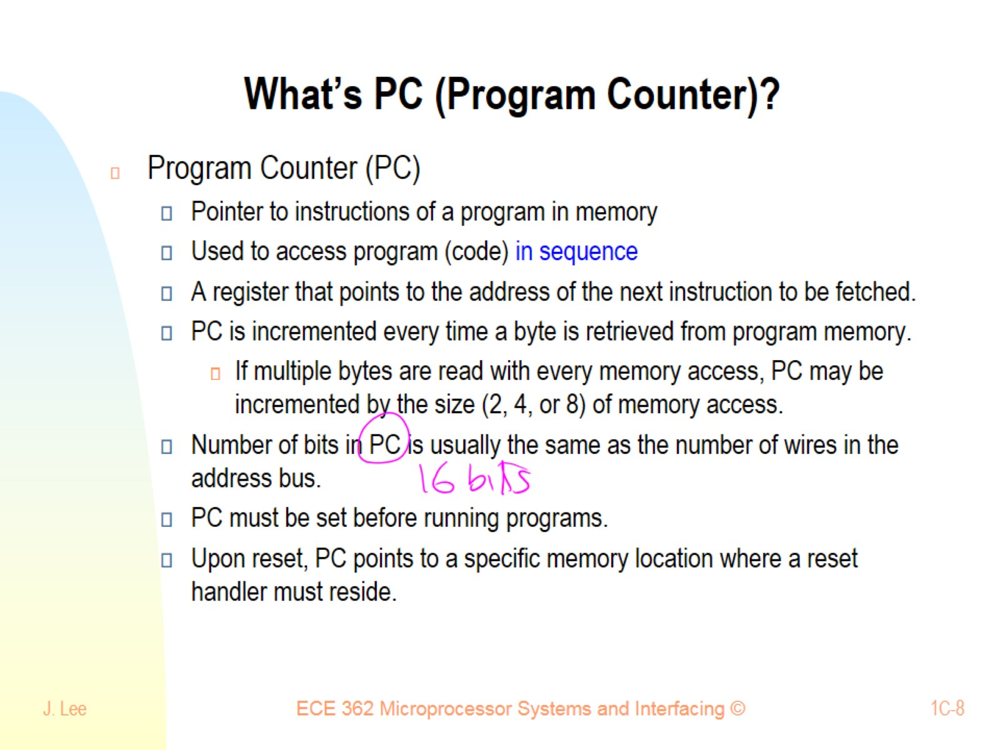 What's PC (Program Counter)?
Program Counter (PC)
Pointer to instructions of a program in memory
Used to access program (code) in sequence
A register that points to the address of the next instruction to be fetched.
PC is incremented every time a byte is retrieved from program memory.
If multiple bytes are read with every memory access, PC may be
incremented by the size (2, 4, or 8) of memory access.
Number of bits in PC is usually the same as the number of wires in the
address bus.
16 bits
PC must be set before running programs.
Upon reset, PC points to a specific memory location where a reset
handler must reside.
J. Lee
ECE 362 Microprocessor Systems and Interfacing ©
1C-8